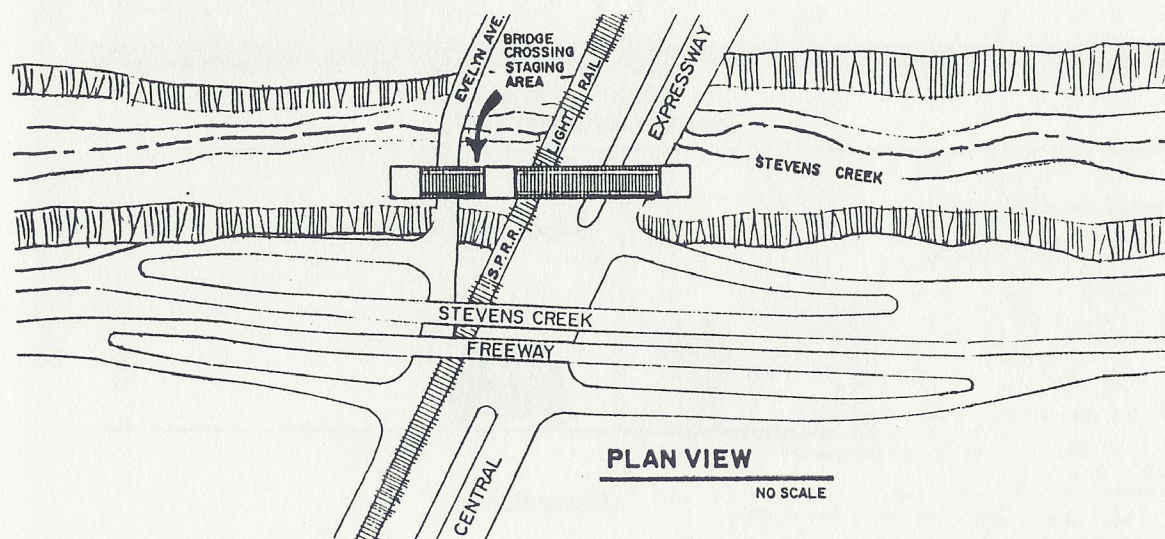 EVELYN AVE.
BRIDGE
CROSSING
STAGING
AREA
LIGHT RAIL
EXPRESSWAY
STEVENS CREEK
S.P.R.R.
STEVENS CREEK
FREEWAY
CENTRAL
PLAN VIEW
NO SCALE